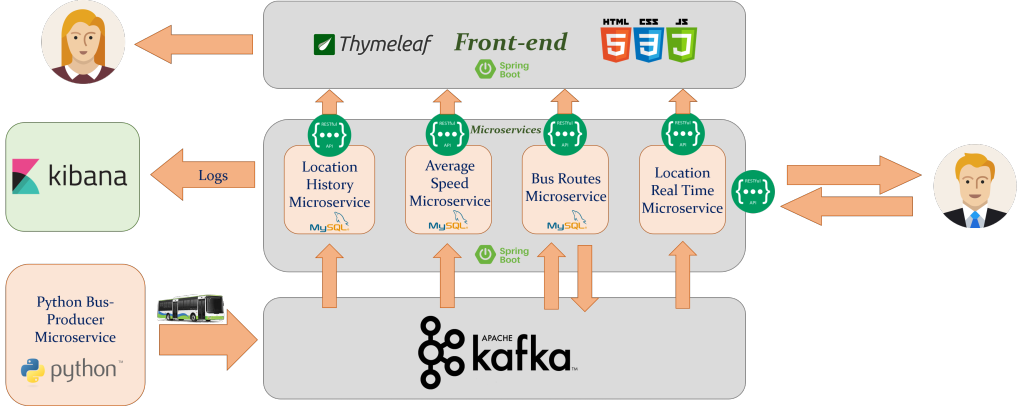 Thymeleaf
Front-end
HTML
CSS
JS
5
3
Spring
Boot
RESTful
{•••}
API
RESTful
{•••}
API
Microservices
RESTful
{•••}
API
RESTful
{•••}
API
kibana
Logs
Location
History
Microservice
MySQL
Average
Speed
Microservice
MySQL
Bus Routes
Microservice
MySQL
Location
Real Time
Microservice
RESTful
{•••}
API
Spring
Boot
Python Bus-
Producer
Microservice
python™
APACHE
kafka™